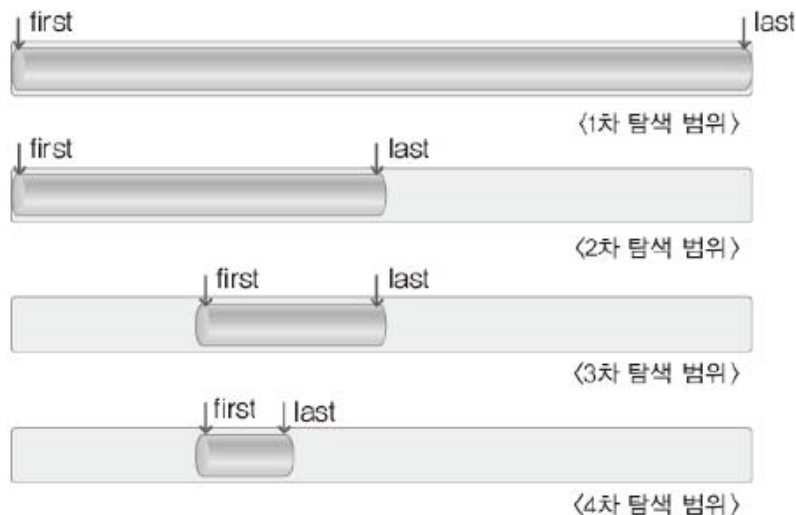 first last
〈1차 탐색 범위〉
first last
〈2차 탐색 범위〉
first last
〈3차 탐색 범위〉
first last
〈4차 탐색 범위〉